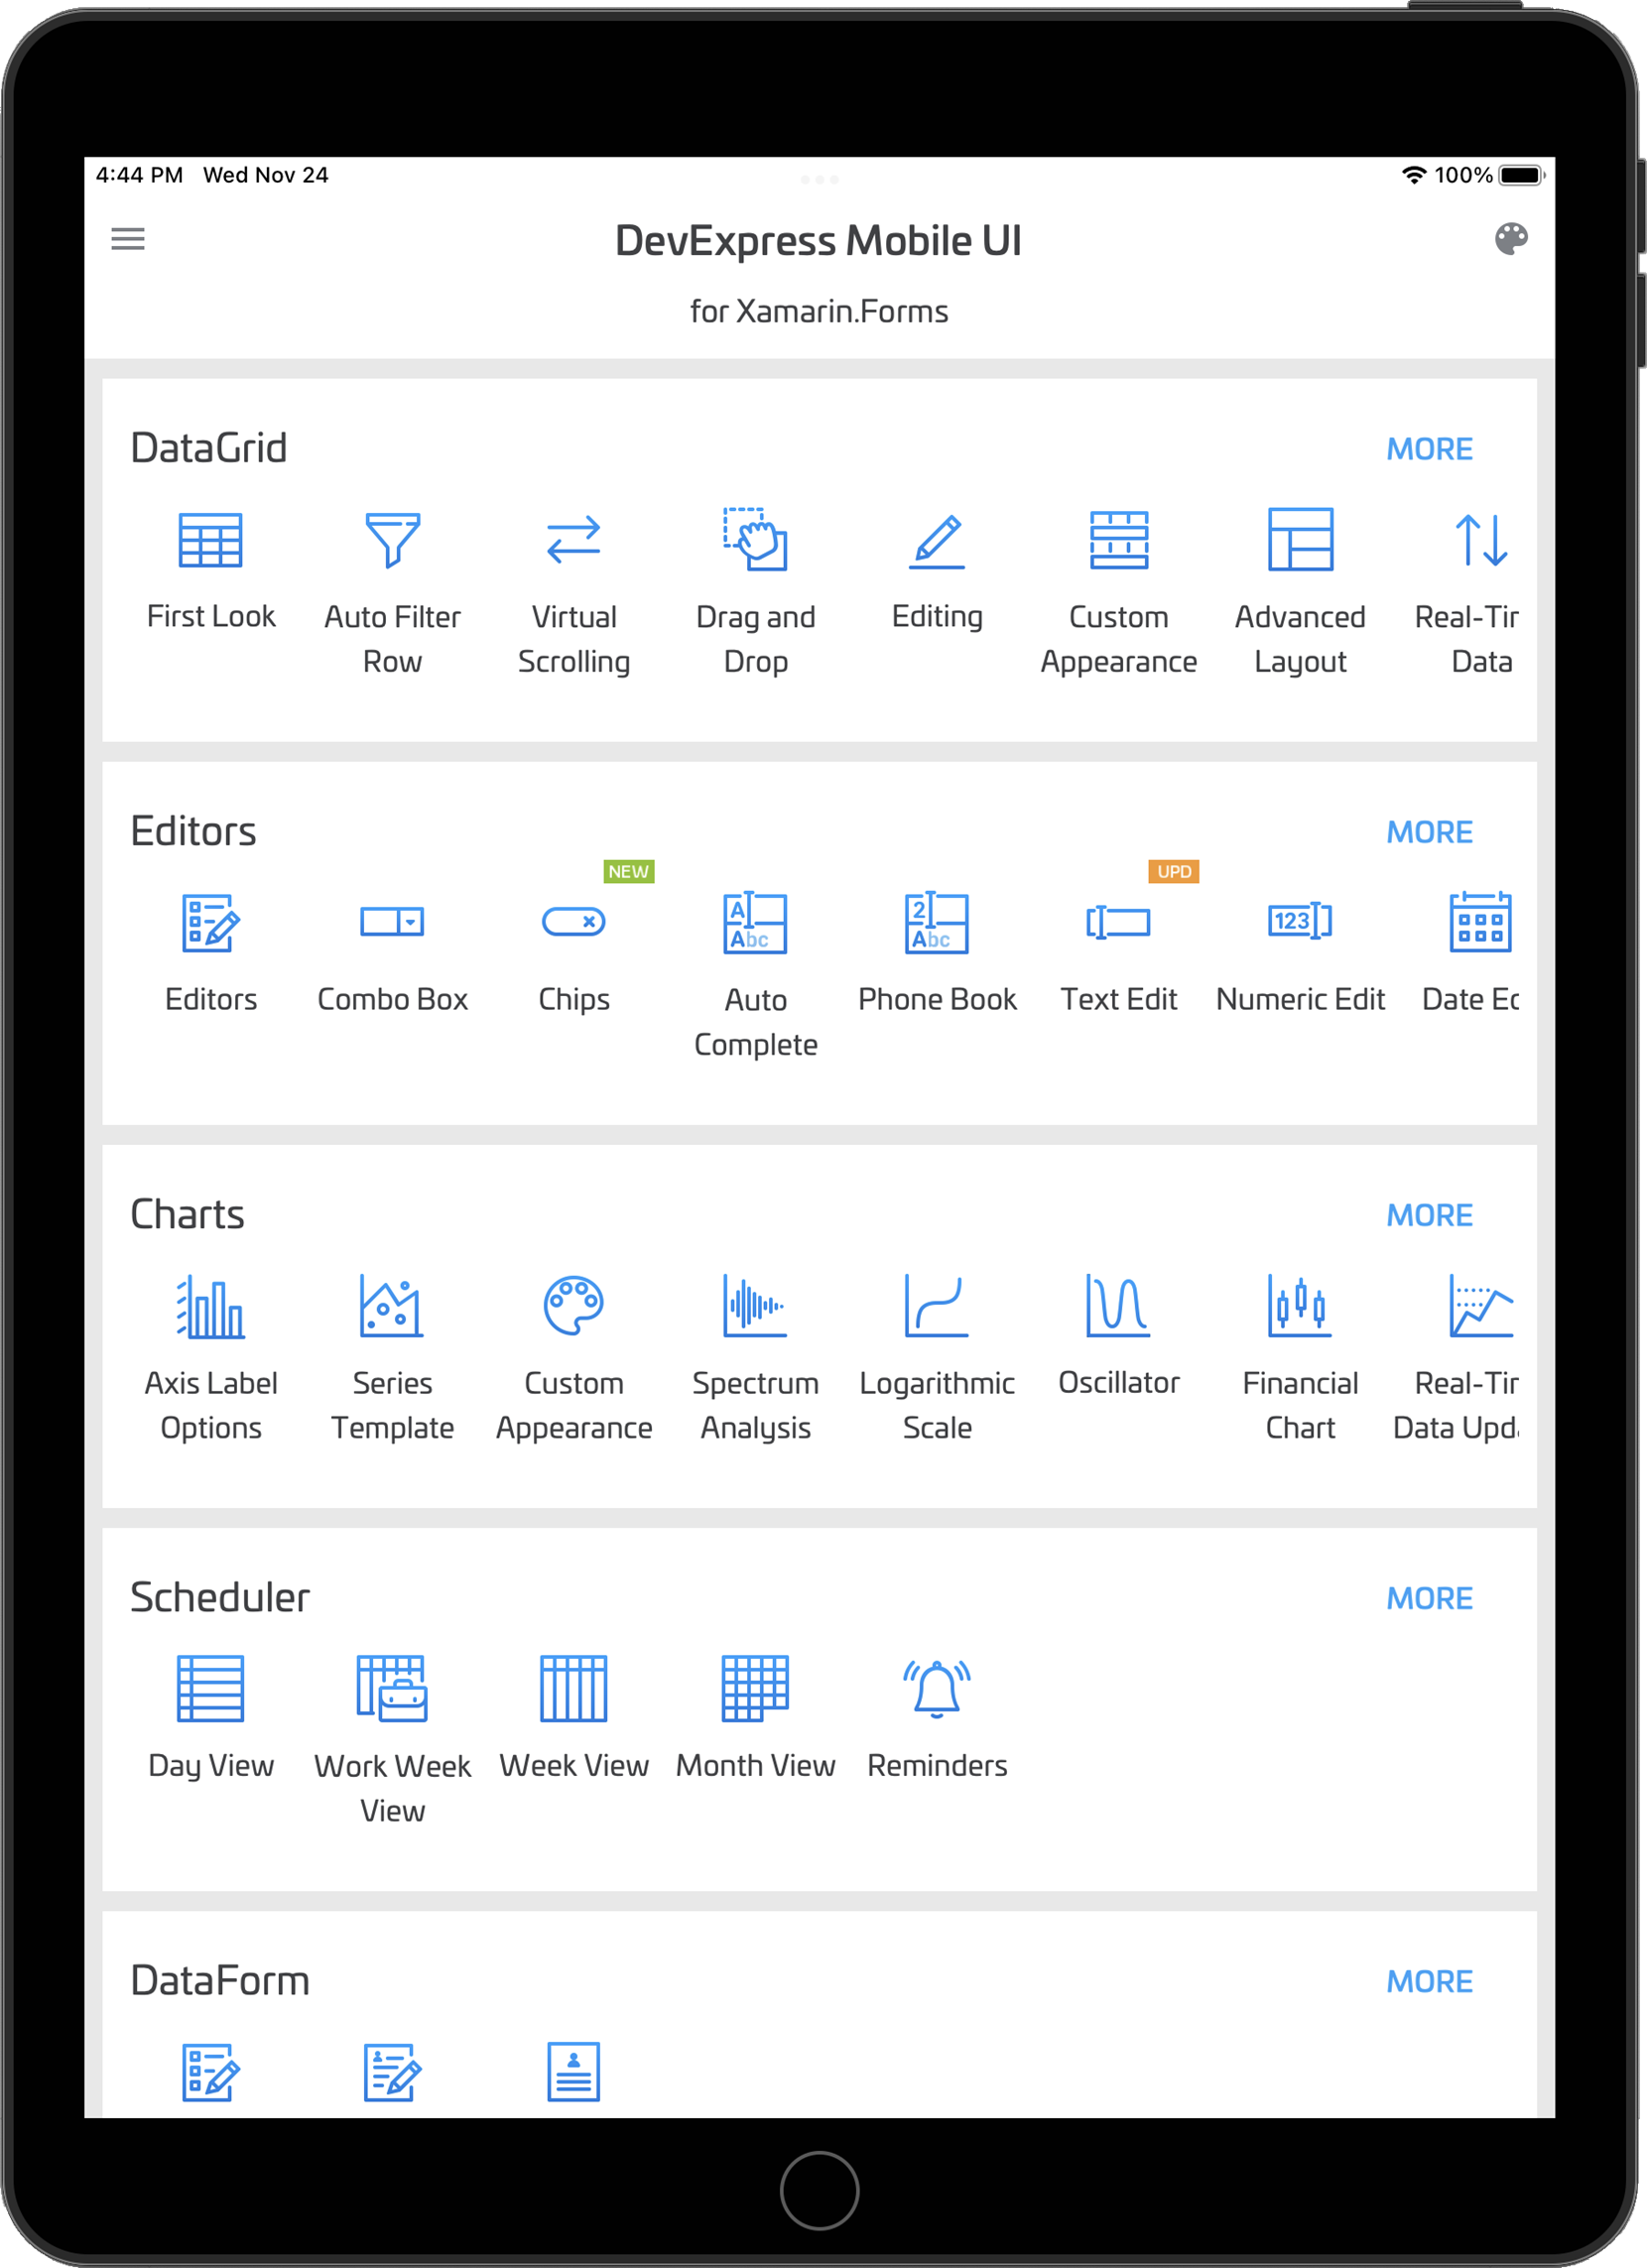 4:44 PM Wed Nov 24 100%
DevExpress Mobile UI
for Xamarin.Forms
DataGrid MORE
First Look Auto Filter Virtual Drag and Editing Custom Advanced Real-Tir
Row Scrolling Drop Appearance Layout Data
Editors MORE
NEW UPD
A 2 123
Abc Abc
Editors Combo Box Chips Auto Phone Book Text Edit Numeric Edit Date
Complete
Charts MORE
Axis Label Series Custom Spectrum Logarithmic Oscillator Financial Real-Tir
Options Template Appearance Analysis Scale Chart Data Upd
Scheduler MORE
Day View Work Week Week View Month View Reminders
View
DataForm MORE